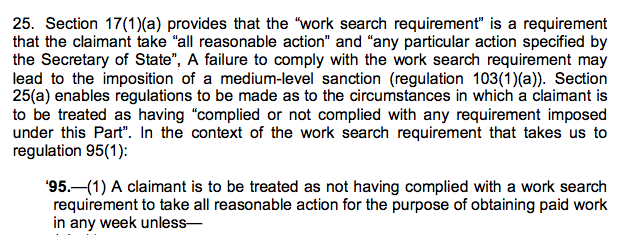 25. Section 17(1)(a) provides that the “work search requirement” is a requirement
that the claimant take “all reasonable action” and “any particular action specified by
the Secretary of State”, A failure to comply with the work search requirement may
lead to the imposition of a medium-level sanction (regulation 103(1)(a)). Section
25(a) enables regulations to be made as to the circumstances in which a claimant is
to be treated as having “complied or not complied with any requirement imposed
under this Part”. In the context of the work search requirement that takes us to
regulation 95(1):
‘95.—(1) A claimant is to be treated as not having complied with a work search
requirement to take all reasonable action for the purpose of obtaining paid work
in any week unless—